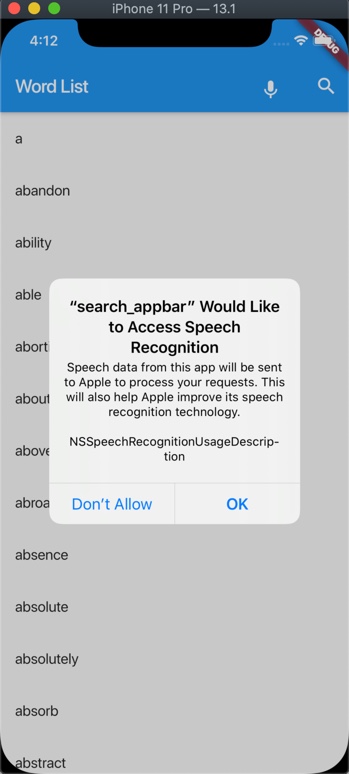 iPhone 11 Pro — 13.1
4:12
DEBUG
Word List
a
abandon
ability
able
“search_appbar” Would Like
to Access Speech
Recognition
abort
Speech data from this app will be sent
to Apple to process your requests. This
will also help Apple improve its speech
recognition technology.
about
above
NSSpeechRecognitionUsageDescrip-
tion
abroa
Don’t Allow
OK
absence
absolute
absolutely
absorb
abstract